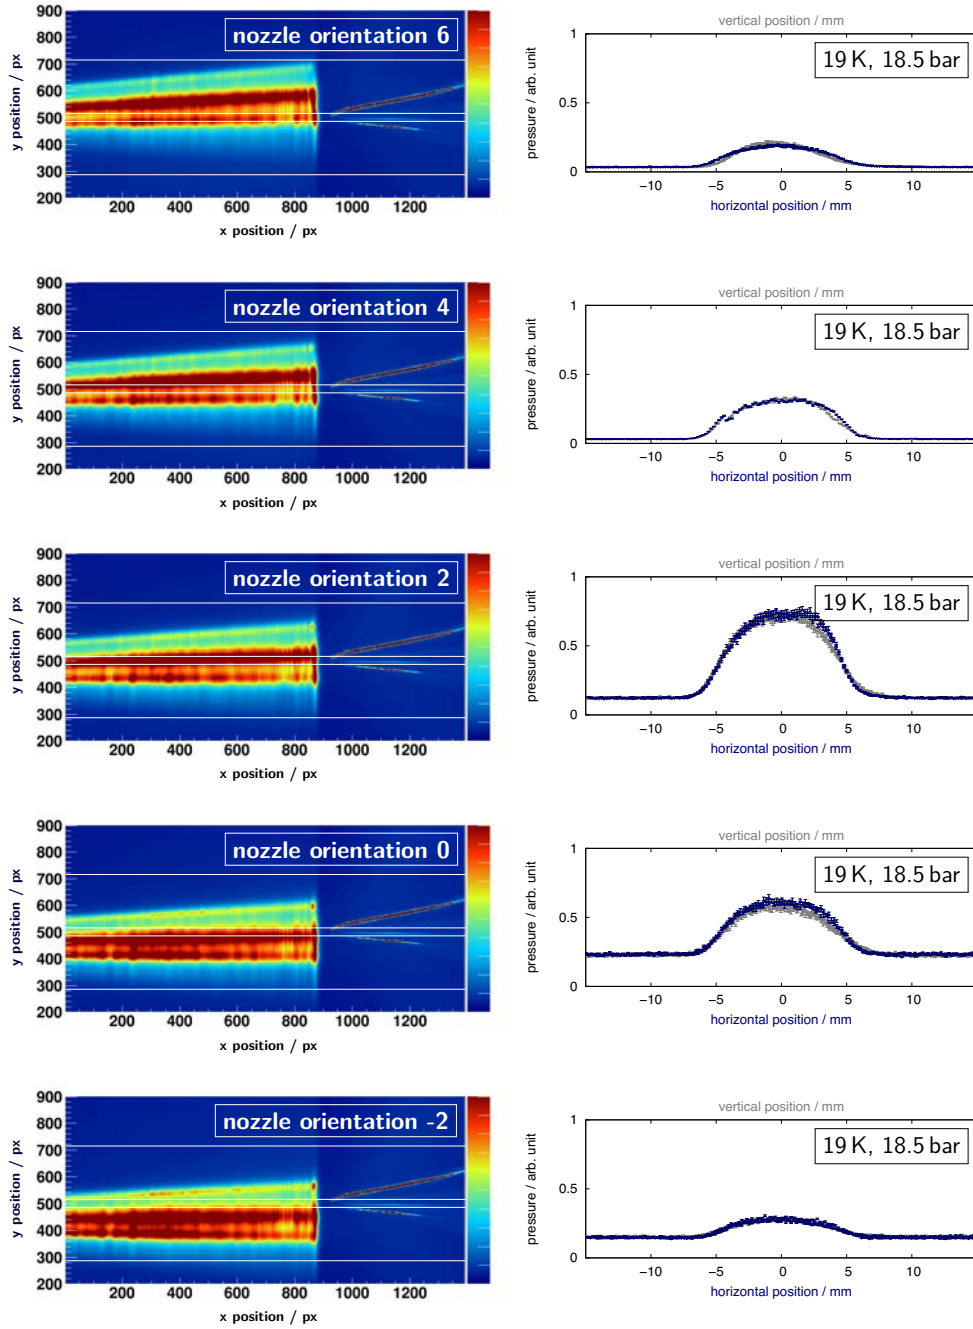 nozzle orientation 6
y position / px
900
800
700
600
500
400
300
200
200 400 600 800 1000 1200
x position / px
vertical position / mm
19 K, 18.5 bar
pressure / arb. unit
1
0.5
0
−10 −5 0 5 10
horizontal position / mm
nozzle orientation 4
y position / px
900
800
700
600
500
400
300
200
200 400 600 800 1000 1200
x position / px
vertical position / mm
19 K, 18.5 bar
pressure / arb. unit
1
0.5
0
−10 −5 0 5 10
horizontal position / mm
nozzle orientation 2
y position / px
900
800
700
600
500
400
300
200
200 400 600 800 1000 1200
x position / px
vertical position / mm
19 K, 18.5 bar
pressure / arb. unit
1
0.5
0
−10 −5 0 5 10
horizontal position / mm
nozzle orientation 0
y position / px
900
800
700
600
500
400
300
200
200 400 600 800 1000 1200
x position / px
vertical position / mm
19 K, 18.5 bar
pressure / arb. unit
1
0.5
0
−10 −5 0 5 10
horizontal position / mm
nozzle orientation -2
y position / px
900
800
700
600
500
400
300
200
200 400 600 800 1000 1200
x position / px
vertical position / mm
19 K, 18.5 bar
pressure / arb. unit
1
0.5
0
−10 −5 0 5 10
horizontal position / mm